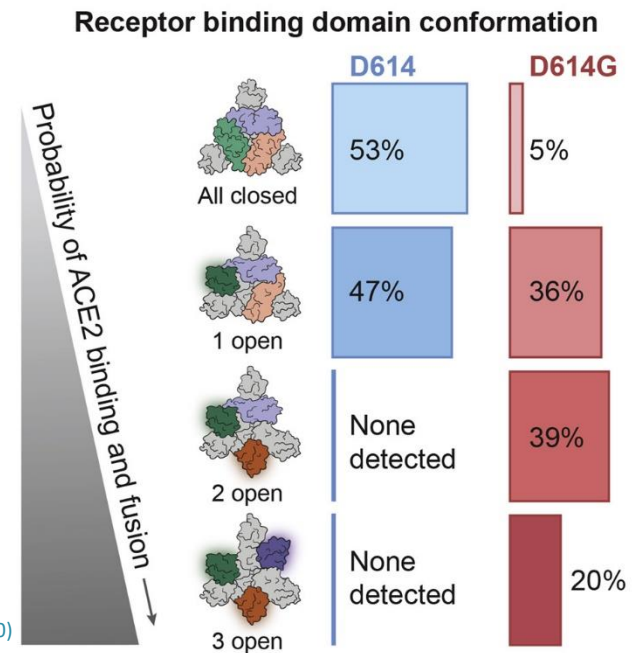 Receptor binding domain conformation
D614
D614G
Probability of ACE2 binding and fusion
All closed
53%
5%
1 open
47%
36%
2 open
None
detected
39%
3 open
None
detected
20%
0)